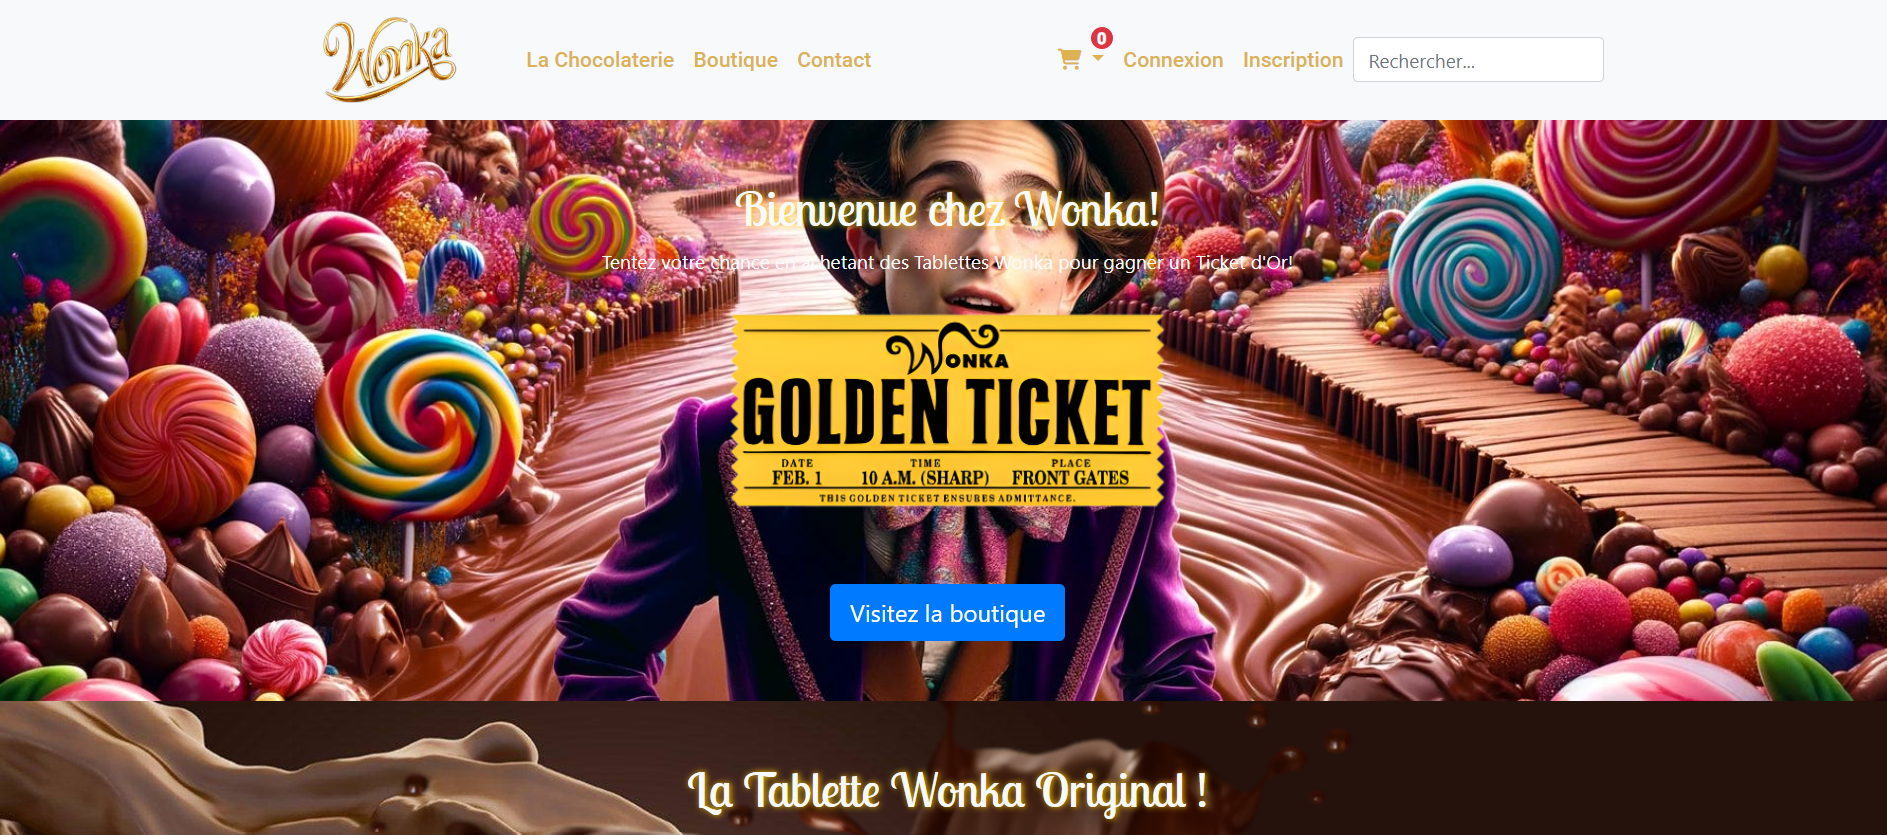 Wonka
La Chocolaterie Boutique Contact
0
Connexion Inscription Rechercher...
Bienvenue chez Wonka!
Tentez votre chance en achetant des Tablettes Wonka pour gagner un Ticket d'Or!
WONKA
GOLDEN TICKET
DATE TIME PLACE
FEB. 1 10 A.M. (SHARP) FRONT GATES
THIS GOLDEN TICKET ENSURES ADMITTANCE.
Visitez la boutique
La Tablette Wonka Original !